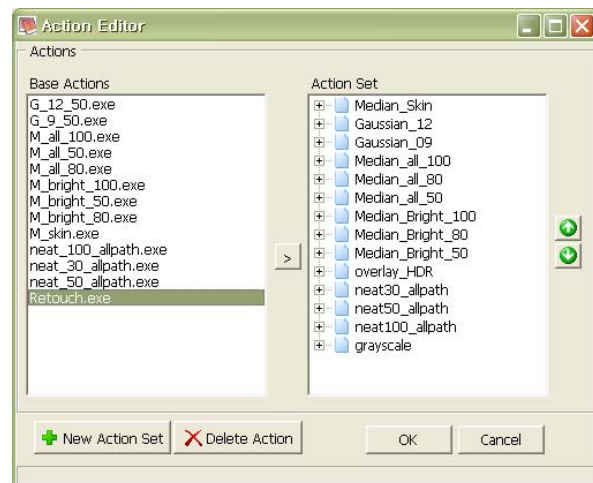 Action Editor
Actions
Base Actions
G_12_50.exe
G_9_50.exe
M_all_100.exe
M_all_50.exe
M_all_80.exe
M_bright_100.exe
M_bright_50.exe
M_bright_80.exe
M_skin.exe
neat_100_allpath.exe
neat_30_allpath.exe
neat_50_allpath.exe
Retouch.exe
>
Action Set
Median_Skin
Gaussian_12
Gaussian_09
Median_all_100
Median_all_80
Median_all_50
Median_Bright_100
Median_Bright_80
Median_Bright_50
overlay_HDR
neat30_allpath
neat50_allpath
neat100_allpath
grayscale
New Action Set
Delete Action
OK
Cancel